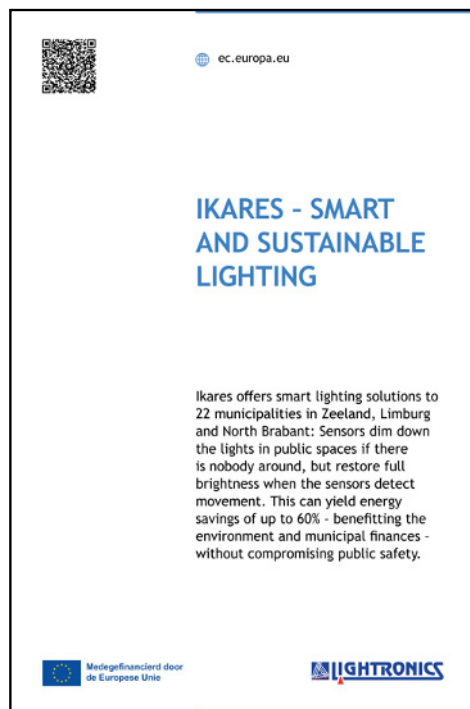 ec.europa.eu
IKARES – SMART
AND SUSTAINABLE
LIGHTING
Ikares offers smart lighting solutions to
22 municipalities in Zeeland, Limburg
and North Brabant: Sensors dim down
the lights in public spaces if there
is nobody around, but restore full
brightness when the sensors detect
movement. This can yield energy
savings of up to 60% - benefitting the
environment and municipal finances -
without compromising public safety.
Medegefinancierd door
de Europese Unie
LIGHTRONICS